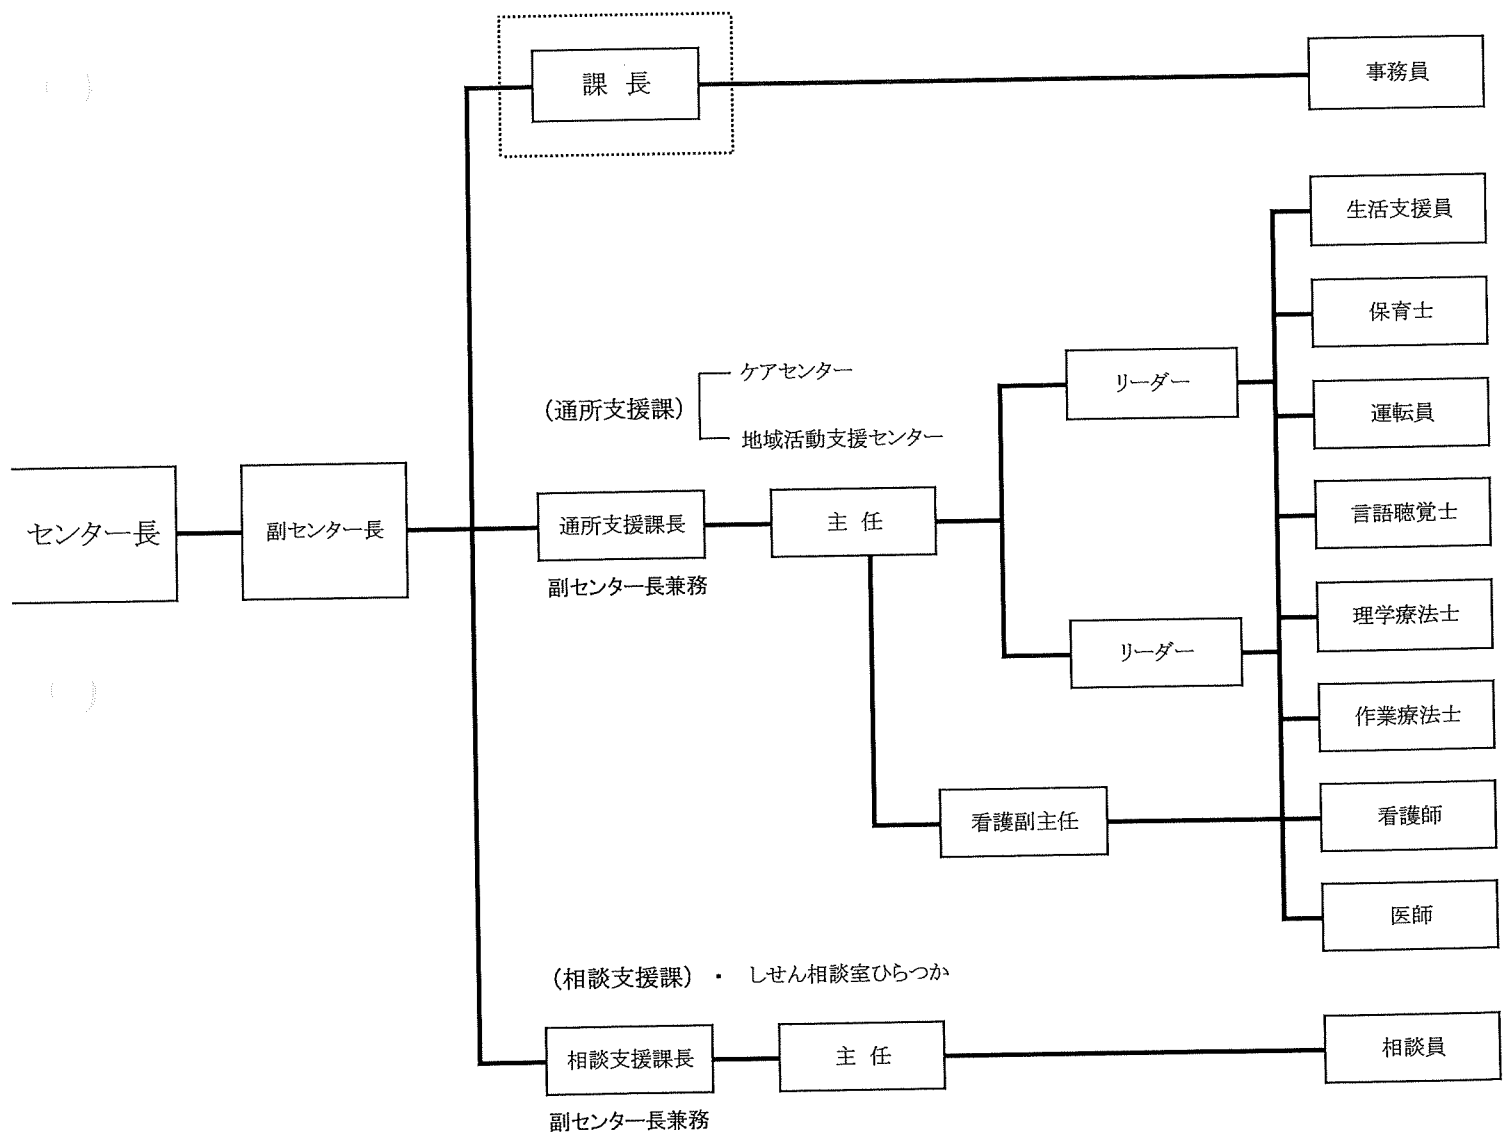 課 長
事務員
生活支援員
保育士
ケアセンター
リーダー
(通所支援課)
運転員
地域活動支援センター
センター長
副センター長
通所支援課長
主 任
言語聴覚士
副センター長兼務
理学療法士
リーダー
作業療法士
看護副主任
看護師
医師
(相談支援課) ・ しせん相談室ひらつか
相談支援課長
主 任
相談員
副センター長兼務